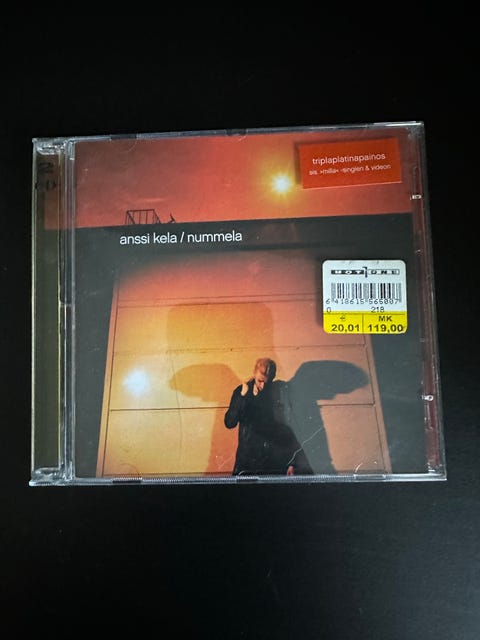 2
CD
triplaplatinapainos
sis. »milla« -singlen & videon
anssi kela / nummela
HOT ONE
6 418615 565007
0 218
€ MK
20,01 119,00